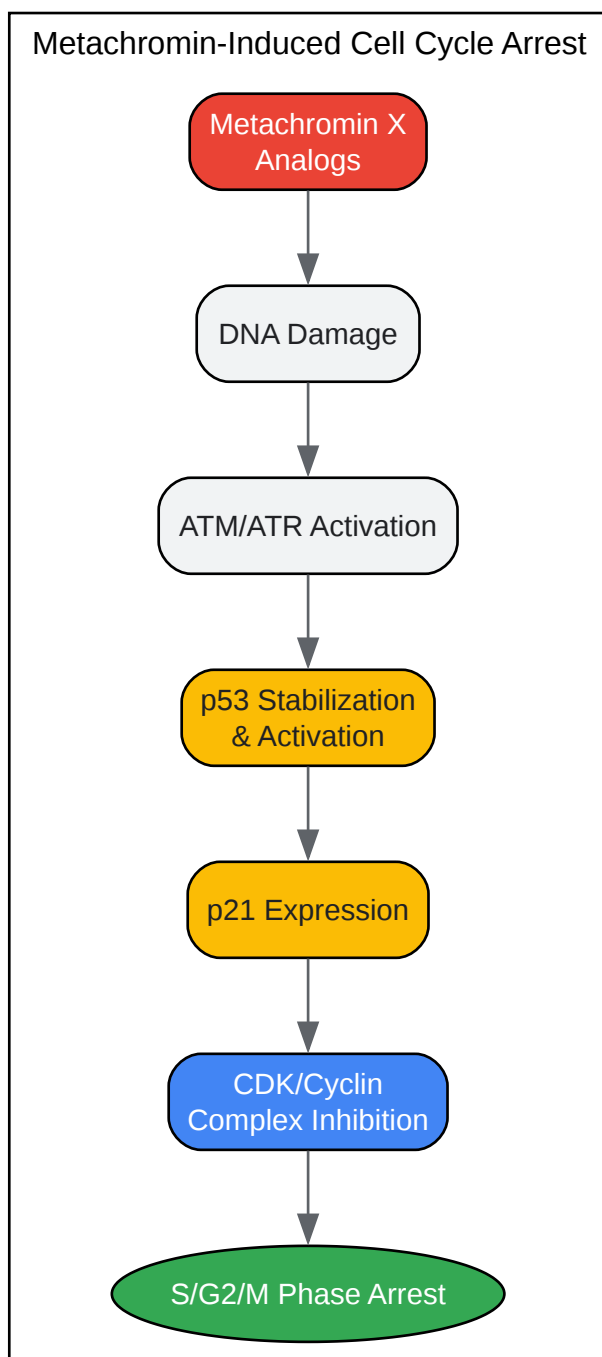 Metachromin-Induced Cell Cycle Arrest
Metachromin X
Analogs
DNA Damage
ATM/ATR Activation
p53 Stabilization
& Activation
p21 Expression
CDK/Cyclin
Complex Inhibition
S/G2/M Phase Arrest